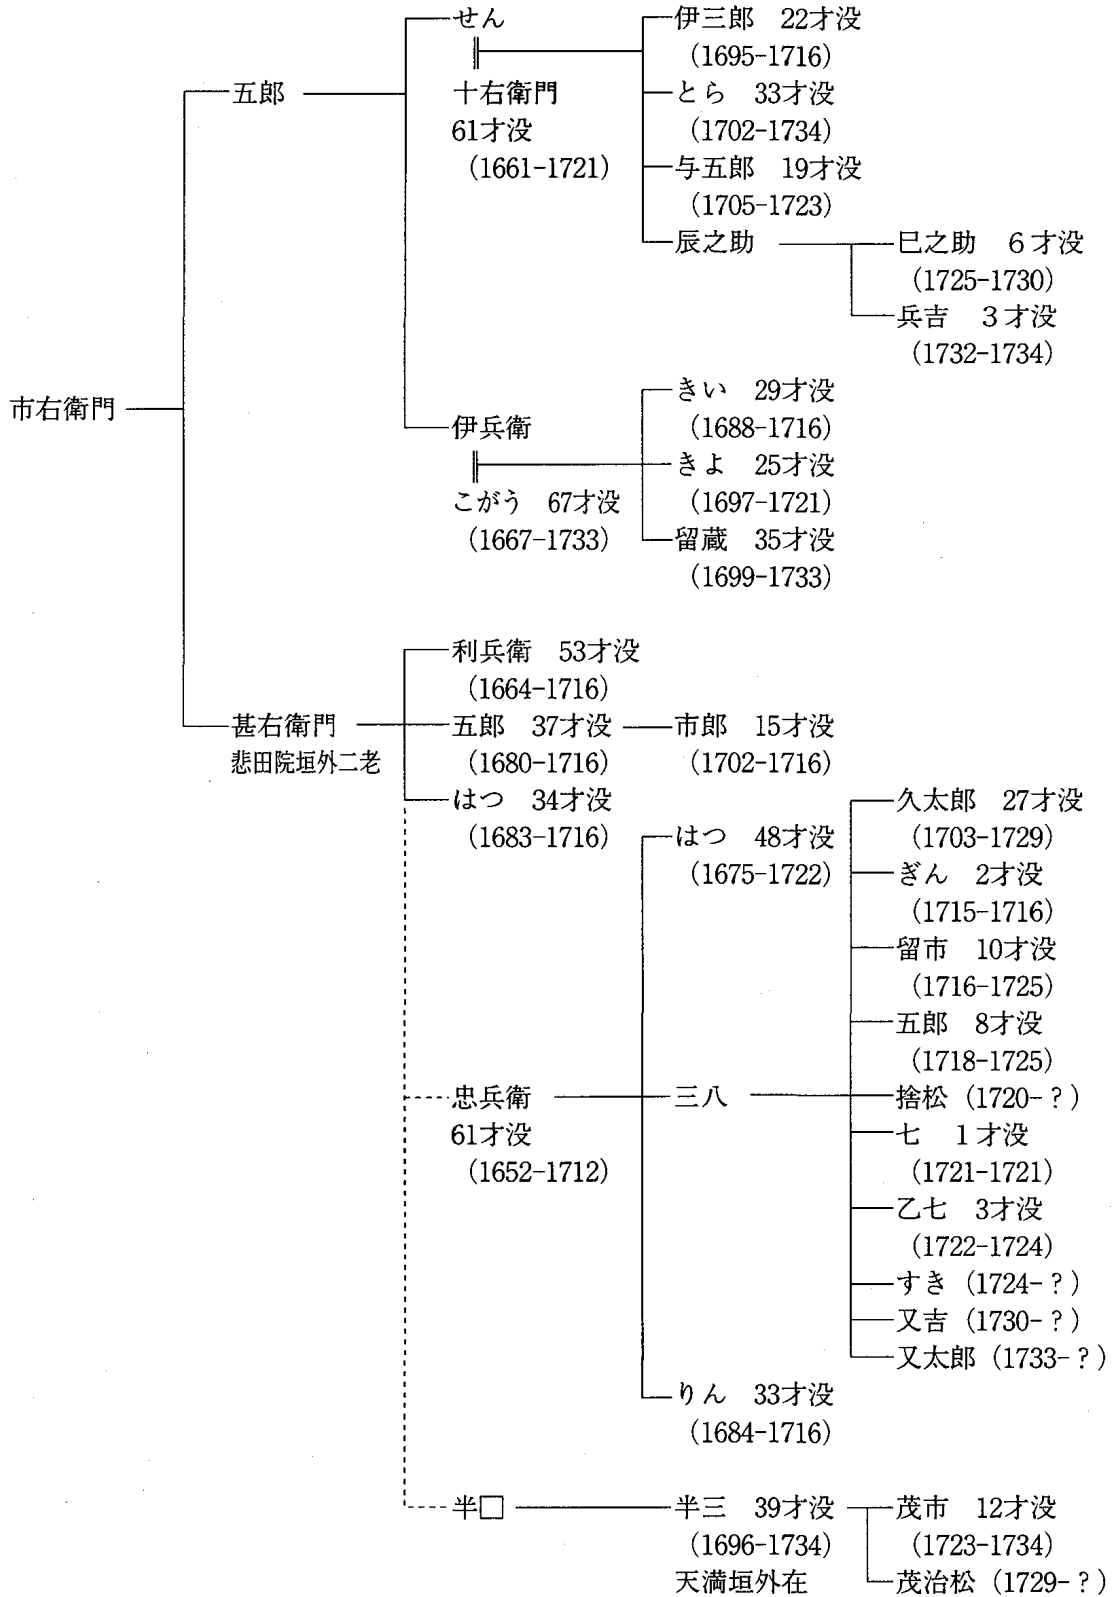 せん
伊三郎 22才没
(1695-1716)
五郎
十右衛門
とら 33才没
61才没
(1702-1734)
(1661-1721)
与五郎 19才没
(1705-1723)
辰之助
巳之助 6才没
(1725-1730)
兵吉 3才没
(1732-1734)
市右衛門
きい 29才没
伊兵衛
(1688-1716)
きよ 25才没
こがう 67才没
(1697-1721)
(1667-1733)
留蔵 35才没
(1699-1733)
利兵衛 53才没
(1664-1716)
甚右衛門
五郎 37才没
市郎 15才没
悲田院垣外二老
(1680-1716)
(1702-1716)
はつ 34才没
久太郎 27才没
(1683-1716)
はつ 48才没
(1703-1729)
(1675-1722)
ぎん 2才没
(1715-1716)
留市 10才没
(1716-1725)
五郎 8才没
(1718-1725)
忠兵衛
三八
捨松 (1720-?)
61才没
七 1才没
(1652-1712)
(1721-1721)
乙七 3才没
(1722-1724)
すき (1724-?)
又吉 (1730-?)
又太郎 (1733-?)
りん 33才没
(1684-1716)
半□
半三 39才没
茂市 12才没
(1696-1734)
(1723-1734)
天満垣外在
茂治松 (1729-?)